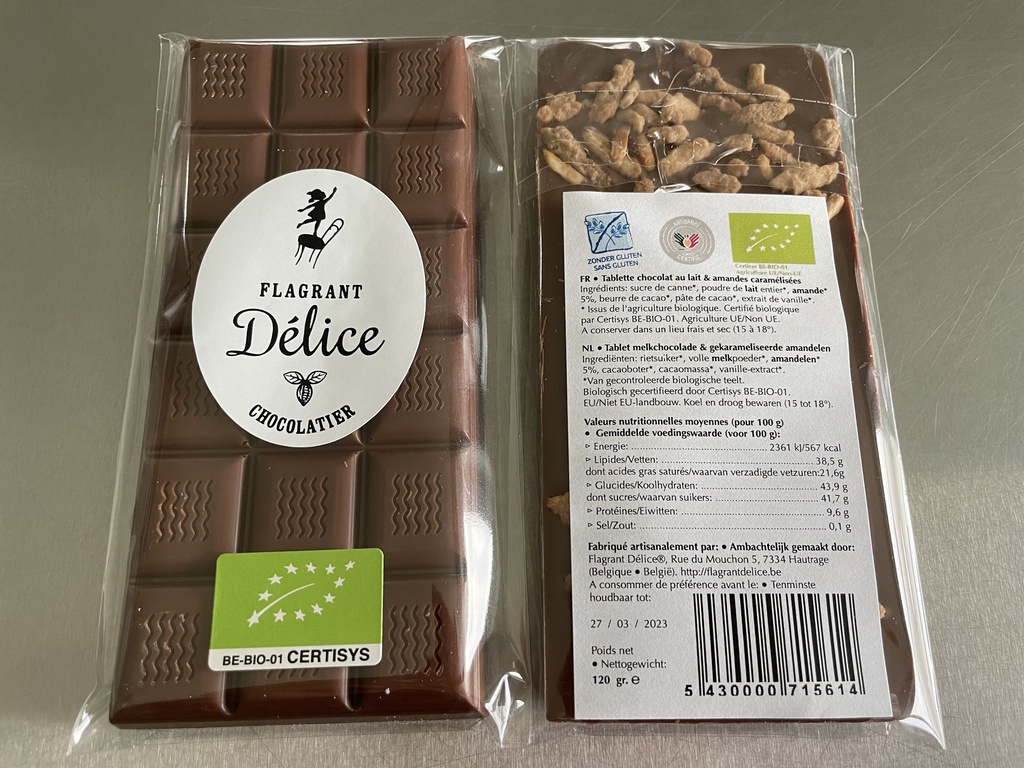 FLAGRANT
Délice
CHOCOLATIER
BE-BIO-01 CERTISYS
ZONDER GLUTEN
SANS GLUTEN
Certisys BE-BIO-01
Agriculture UE/Non-UE
FR • Tablette chocolat au lait & amandes caramélisées
Ingrédients: sucre de canne*, poudre de lait entier*, amande*
5%, beurre de cacao*, pâte de cacao*, extrait de vanille*.
* Issus de l'agriculture biologique. Certifié biologique
par Certisys BE-BIO-01. Agriculture UE/Non UE.
A conserver dans un lieu frais et sec (15 à 18°).
NL • Tablet melkchocolade & gekarameliseerde amandelen
Ingrediënten: rietsuiker*, volle melkpoeder*, amandelen*
5%, cacaoboter*, cacaomassa*, vanille-extract*.
*Van gecontroleerde biologische teelt.
Biologisch gecertifieerd door Certisys BE-BIO-01.
EU/Niet EU-landbouw. Koel en droog bewaren (15 tot 18°).
Valeurs nutritionnelles moyennes (pour 100 g)
• Gemiddelde voedingswaarde (voor 100 g):
▹ Energie: 2361 kJ/567 kcal
▹ Lipides/Vetten: 38,5 g
dont acides gras saturés/waarvan verzadigde vetzuren:21,6g
▹ Glucides/Koolhydraten: 43,9 g
dont sucres/waarvan suikers: 41,7 g
▹ Protéines/Eiwitten: 9,6 g
▹ Sel/Zout: 0,1 g
Fabriqué artisanalement par: • Ambachtelijk gemaakt door:
Flagrant Délice®, Rue du Mouchon 5, 7334 Hautrage
(Belgique • België). http://flagrantdelice.be
A consommer de préférence avant le: • Tenminste
houdbaar tot:
27 / 03 / 2023
Poids net
• Nettogewicht:
120 gr. ℮
5 430000 715614